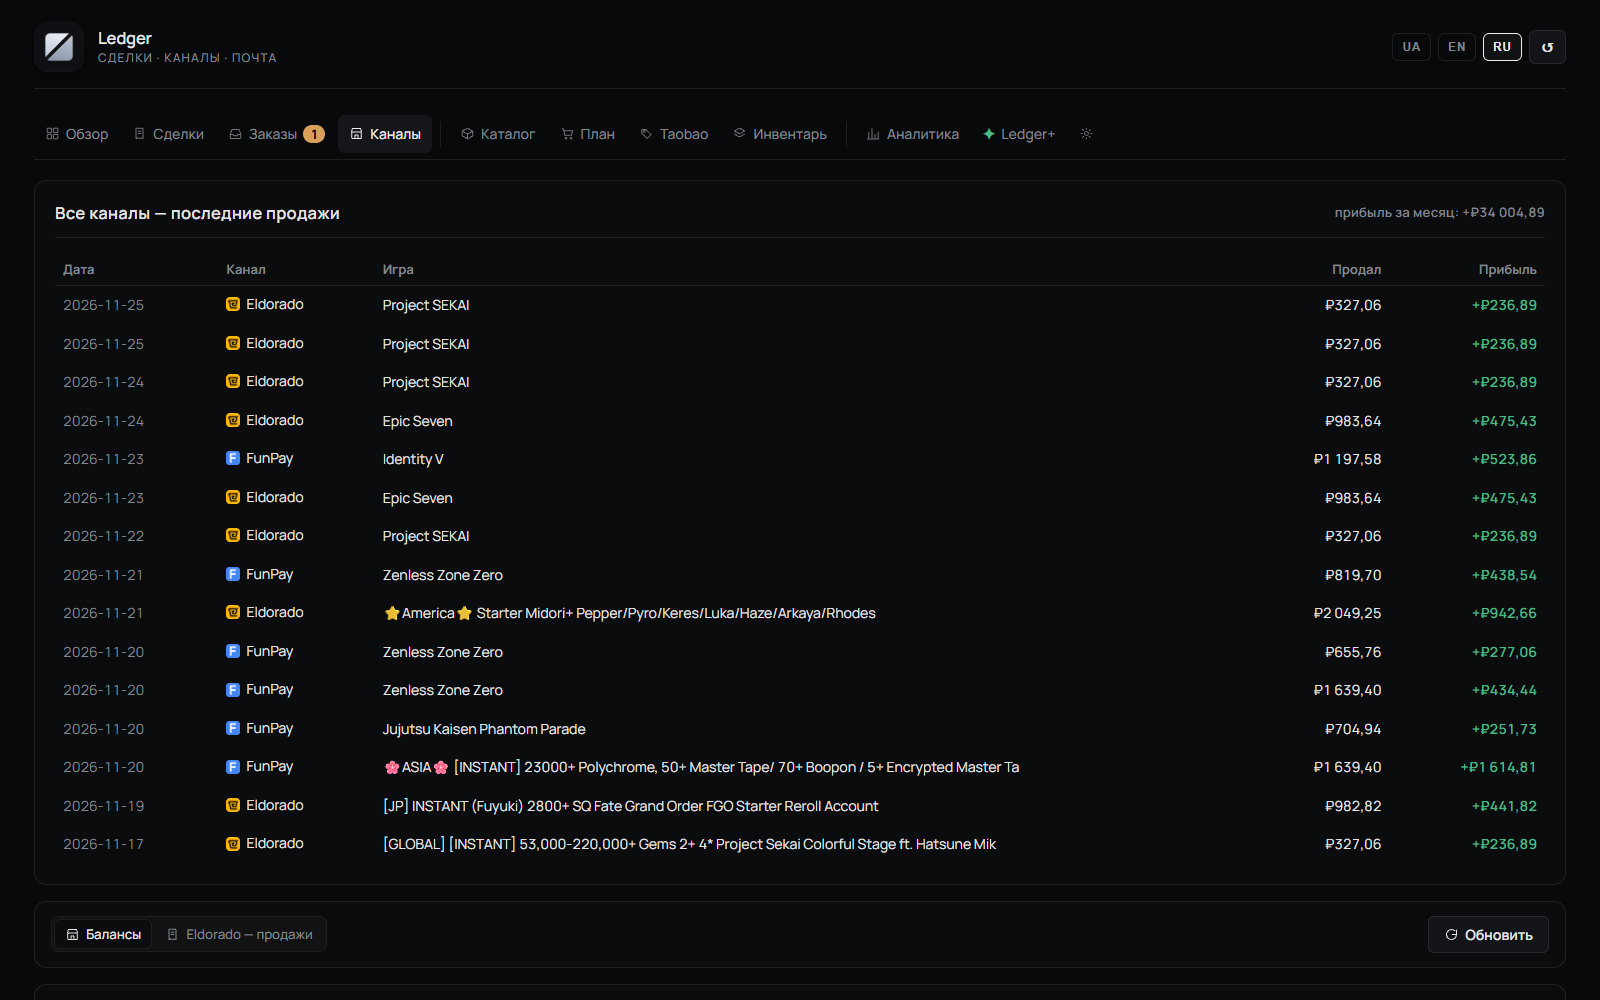 Ledger
СДЕЛКИ · КАНАЛЫ · ПОЧТА
UA EN RU
Обзор Сделки Заказы 1 Каналы Каталог План Taobao Инвентарь Аналитика Ledger+
Все каналы — последние продажи прибыль за месяц: +₽34 004,89
Дата Канал Игра Продал Прибыль
2026-11-25 Eldorado Project SEKAI ₽327,06 +₽236,89
2026-11-25 Eldorado Project SEKAI ₽327,06 +₽236,89
2026-11-24 Eldorado Project SEKAI ₽327,06 +₽236,89
2026-11-24 Eldorado Epic Seven ₽983,64 +₽475,43
2026-11-23 F FunPay Identity V ₽1 197,58 +₽523,86
2026-11-23 Eldorado Epic Seven ₽983,64 +₽475,43
2026-11-22 Eldorado Project SEKAI ₽327,06 +₽236,89
2026-11-21 F FunPay Zenless Zone Zero ₽819,70 +₽438,54
2026-11-21 Eldorado ⭐America⭐ Starter Midori+ Pepper/Pyro/Keres/Luka/Haze/Arkaya/Rhodes ₽2 049,25 +₽942,66
2026-11-20 F FunPay Zenless Zone Zero ₽655,76 +₽277,06
2026-11-20 F FunPay Zenless Zone Zero ₽1 639,40 +₽434,44
2026-11-20 F FunPay Jujutsu Kaisen Phantom Parade ₽704,94 +₽251,73
2026-11-20 F FunPay 🌸ASIA🌸 [INSTANT] 23000+ Polychrome, 50+ Master Tape/ 70+ Boopon / 5+ Encrypted Master Ta ₽1 639,40 +₽1 614,81
2026-11-19 Eldorado [JP] INSTANT (Fuyuki) 2800+ SQ Fate Grand Order FGO Starter Reroll Account ₽982,82 +₽441,82
2026-11-17 Eldorado [GLOBAL] [INSTANT] 53,000-220,000+ Gems 2+ 4* Project Sekai Colorful Stage ft. Hatsune Mik ₽327,06 +₽236,89
Балансы Eldorado — продажи Обновить